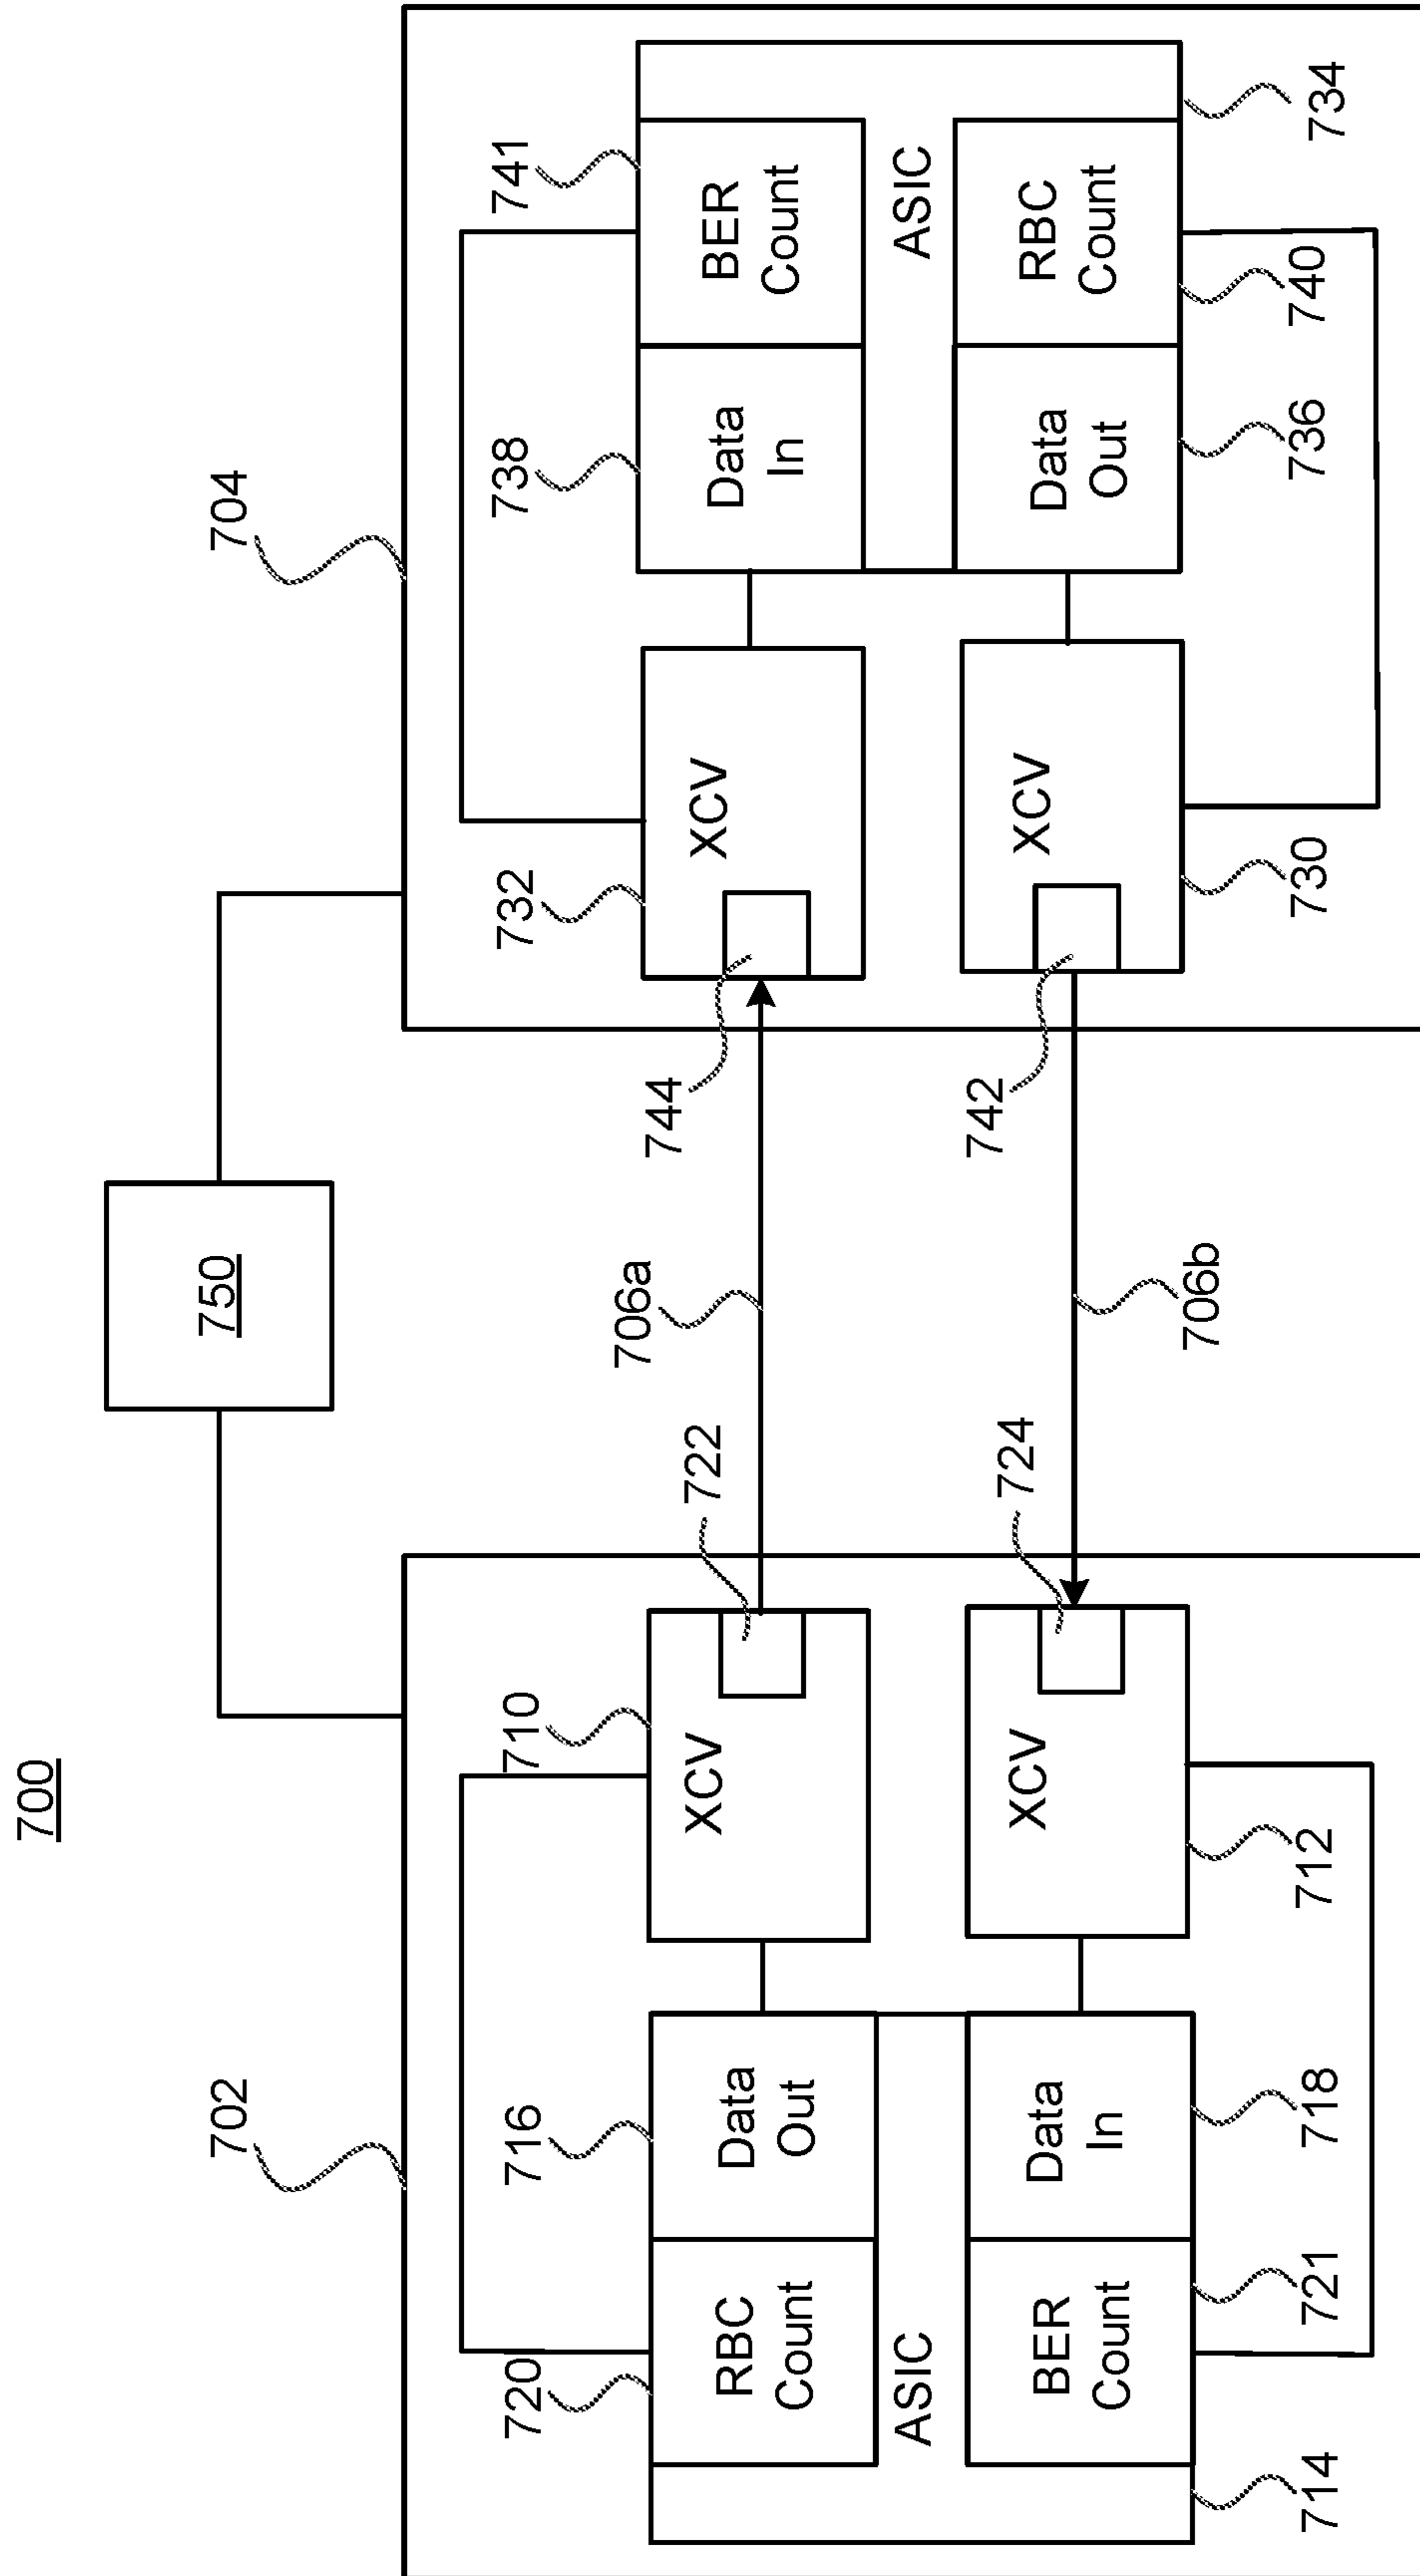 700
702
750
704
720
716
710
732
738
741
722
706a
744
RBC
Count
Data
Out
XCV
XCV
Data
In
BER
Count
ASIC
ASIC
724
742
BER
Count
Data
In
XCV
XCV
Data
Out
RBC
Count
706b
714
721
718
712
730
736
740
734